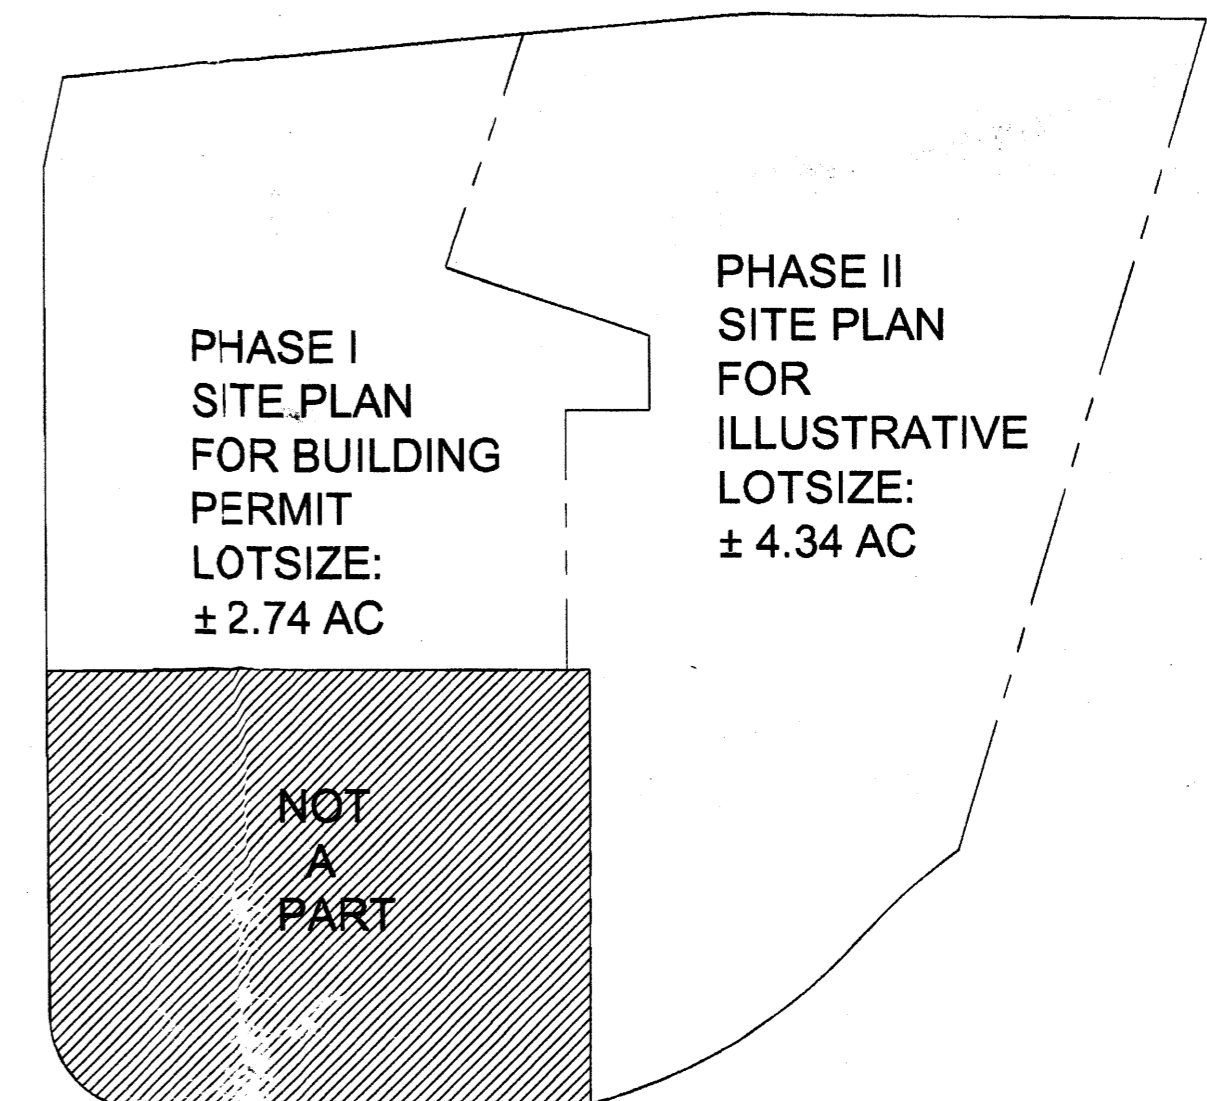 PHASE I
SITE PLAN
FOR BUILDING
PERMIT
LOTSIZE:
± 2.74 AC
PHASE II
SITE PLAN
FOR
ILLUSTRATIVE
LOTSIZE:
± 4.34 AC
NOT
A
PART